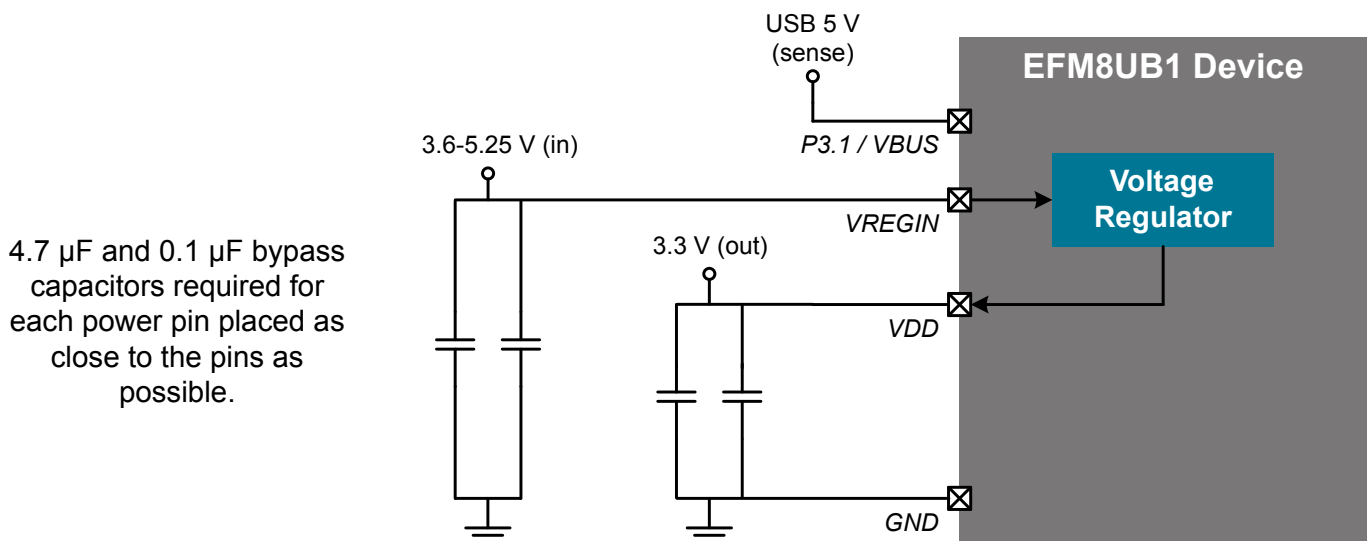 USB 5 V
(sense)
EFM8UB1 Device
P3.1 / VBUS
3.6-5.25 V (in)
Voltage
Regulator
VREGIN
4.7 µF and 0.1 µF bypass
capacitors required for
each power pin placed as
close to the pins as
possible.
3.3 V (out)
VDD
GND